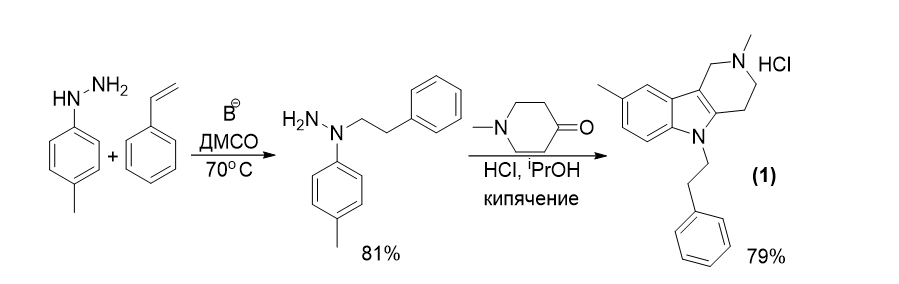 HN
NH₂
+
B⊖
ДМСО
70°C
H₂N
N
81%
N
O
HCl, ⁱPrOH
кипячение
N
HCl
N
(1)
79%